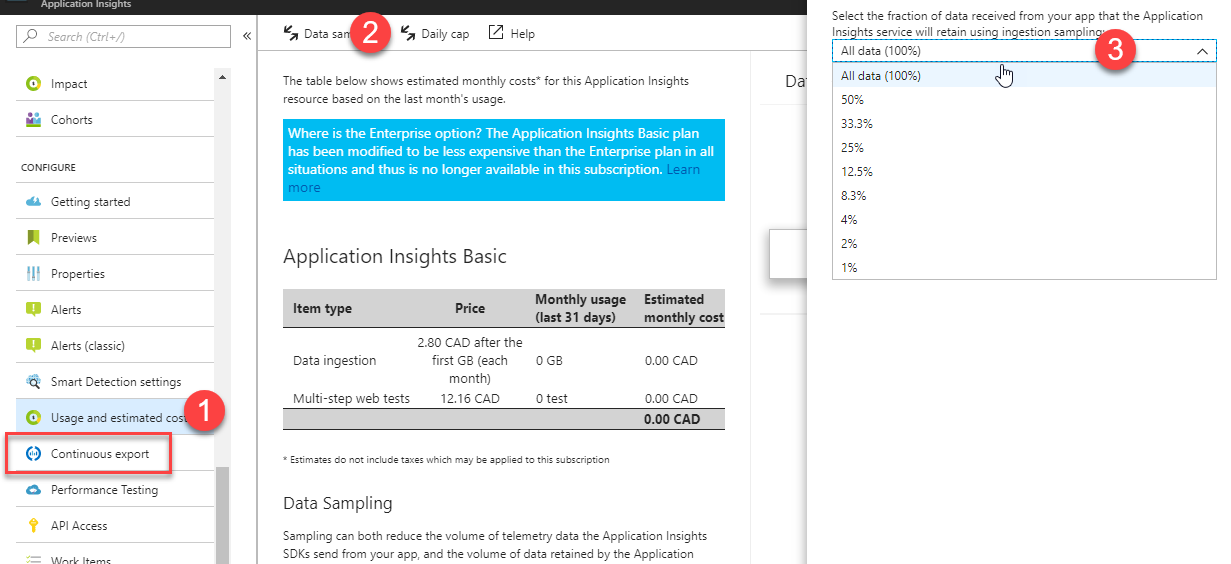 Application Insights
Search (Ctrl+/)
Impact
Cohorts
CONFIGURE
Getting started
Previews
Properties
Alerts
Alerts (classic)
Smart Detection settings
Usage and estimated cost
1
Continuous export
Performance Testing
API Access
Work Items
Data sam
2
Daily cap
Help
The table below shows estimated monthly costs* for this Application Insights
resource based on the last month's usage.
Where is the Enterprise option? The Application Insights Basic plan
has been modified to be less expensive than the Enterprise plan in all
situations and thus is no longer available in this subscription. Learn
more
Application Insights Basic
Item type Price Monthly usage (last 31 days) Estimated monthly cost
Data ingestion 2.80 CAD after the first GB (each month) 0 GB 0.00 CAD
Multi-step web tests 12.16 CAD 0 test 0.00 CAD
0.00 CAD
* Estimates do not include taxes which may be applied to this subscription
Data Sampling
Sampling can both reduce the volume of telemetry data the Application Insights
SDKs send from your app, and the volume of data retained by the Application
Da
Select the fraction of data received from your app that the Application
Insights service will retain using ingestion sampling:
All data (100%)
3
All data (100%)
50%
33.3%
25%
12.5%
8.3%
4%
2%
1%